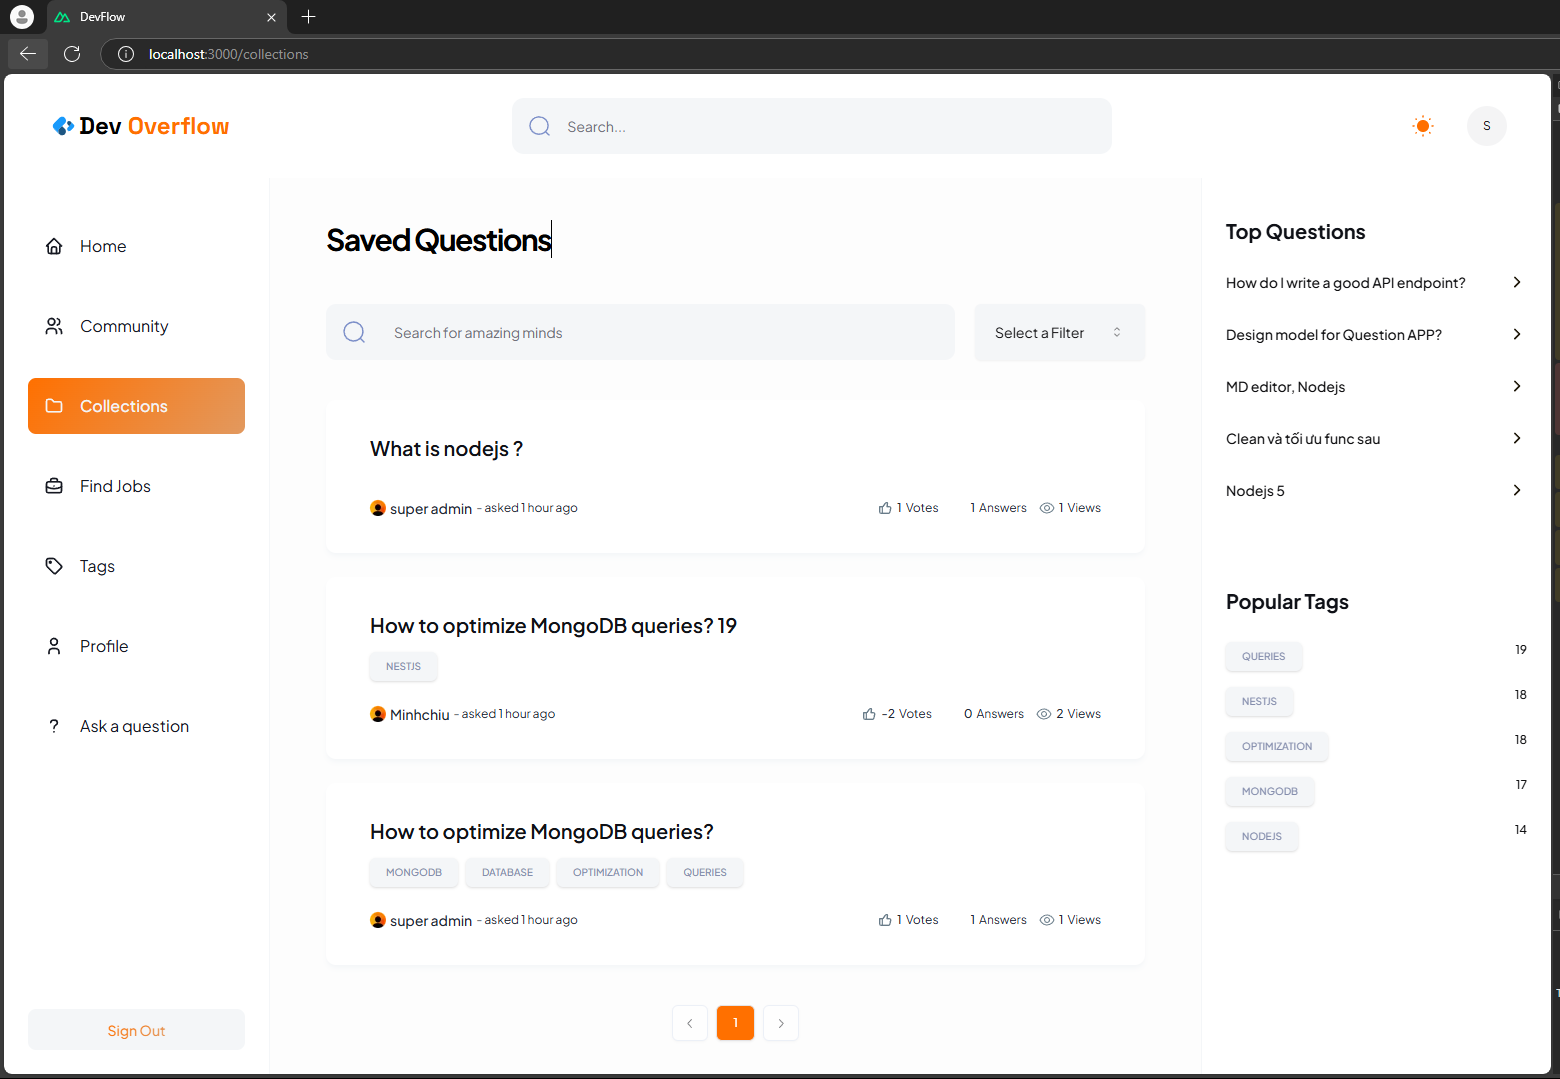 DevFlow
localhost:3000/collections
Dev Overflow
Search...
S
Home
Community
Collections
Find Jobs
Tags
Profile
Ask a question
Sign Out
Saved Questions
Search for amazing minds
Select a Filter
What is nodejs ?
super admin - asked 1 hour ago
1 Votes 1 Answers 1 Views
How to optimize MongoDB queries? 19
NESTJS
Minhchiu - asked 1 hour ago
-2 Votes 0 Answers 2 Views
How to optimize MongoDB queries?
MONGODB DATABASE OPTIMIZATION QUERIES
super admin - asked 1 hour ago
1 Votes 1 Answers 1 Views
1
Top Questions
How do I write a good API endpoint?
Design model for Question APP?
MD editor, Nodejs
Clean và tối ưu func sau
Nodejs 5
Popular Tags
QUERIES 19
NESTJS 18
OPTIMIZATION 18
MONGODB 17
NODEJS 14